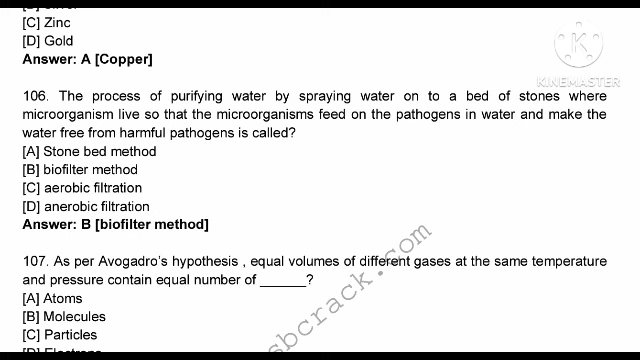 [C] Zinc
[D] Gold
Answer: A [Copper]
106. The process of purifying water by spraying water on to a bed of stones where
microorganism live so that the microorganisms feed on the pathogens in water and make the
water free from harmful pathogens is called?
[A] Stone bed method
[B] biofilter method
[C] aerobic filtration
[D] anerobic filtration
Answer: B [biofilter method]
107. As per Avogadro's hypothesis , equal volumes of different gases at the same temperature
and pressure contain equal number of ______?
[A] Atoms
[B] Molecules
[C] Particles
[D] Electrons
K
KINEMASTER
sbcrack.com